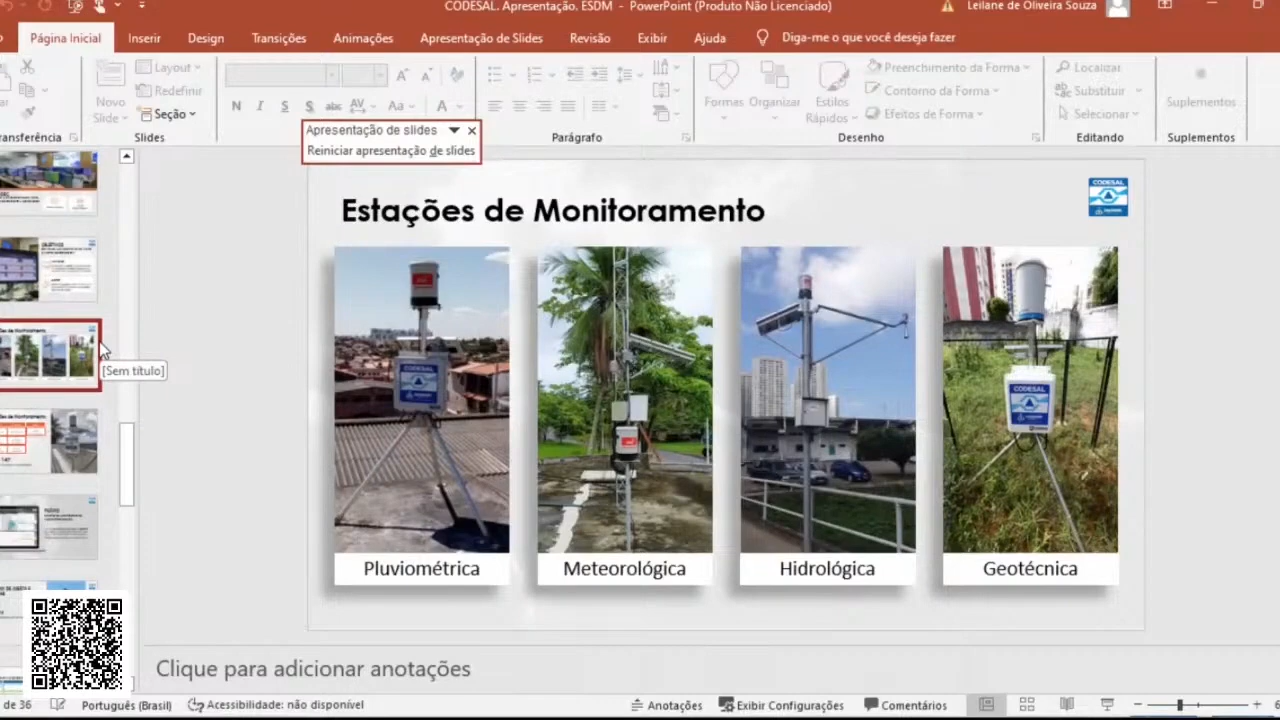 CODESAL. Apresentação. ESDM - PowerPoint (Produto Não Licenciado)
Leilane de Oliveira Souza
Página Inicial Inserir Design Transições Animações Apresentação de Slides Revisão Exibir Ajuda Diga-me o que você deseja fazer
Novo Slide
Layout
Redefinir
Seção
Formas
Organizar
Estilos Rápidos
Preenchimento da Forma
Contorno da Forma
Efeitos de Forma
Localizar
Substituir
Selecionar
Suplementos
Slides Parágrafo Desenho Editando Suplementos
Apresentação de slides
Reiniciar apresentação de slides
Estações de Monitoramento
CODESAL
[Sem título]
CODESAL
CODESAL
Pluviométrica Meteorológica Hidrológica Geotécnica
Clique para adicionar anotações
de 36 Português (Brasil) Acessibilidade: não disponível Anotações Exibir Configurações Comentários